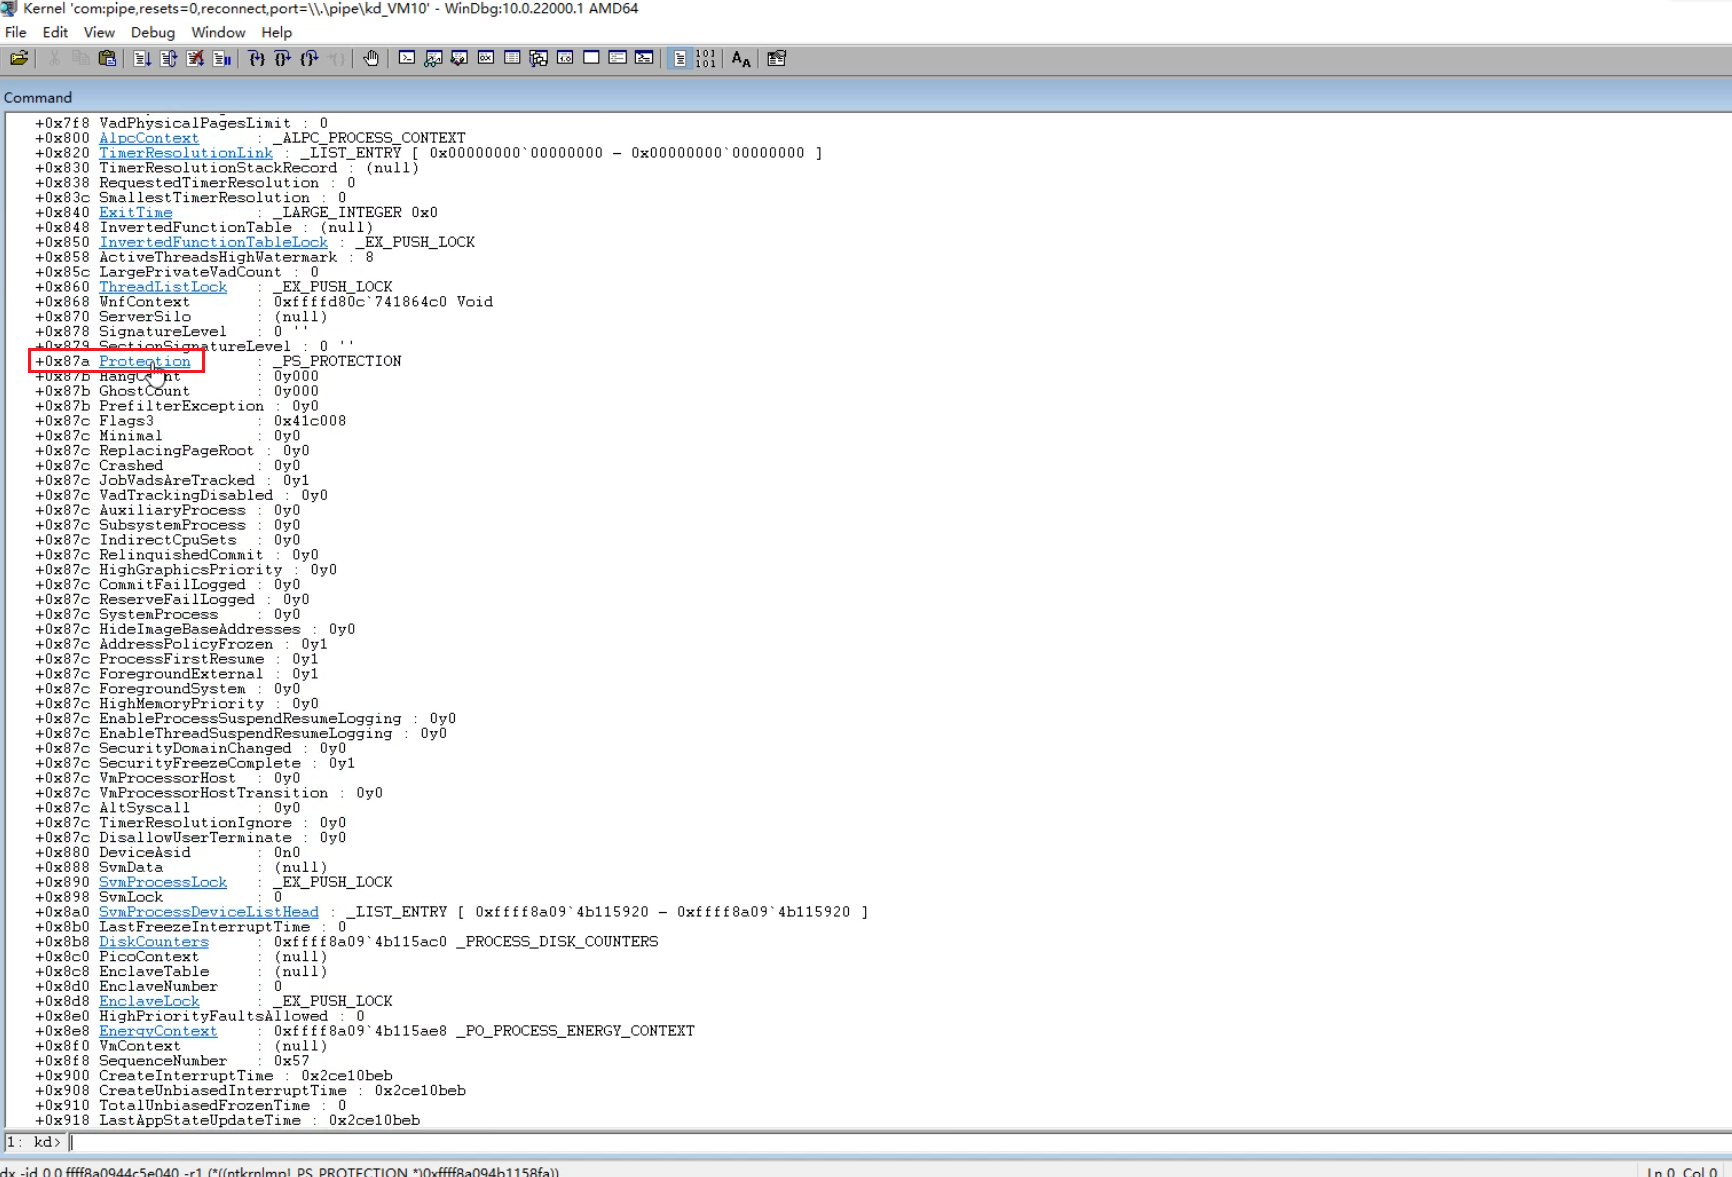 Kernel 'com:pipe,resets=0,reconnect,port=\\.\pipe\kd_VM10' - WinDbg:10.0.22000.1 AMD64
File Edit View Debug Window Help
Command
+0x7f8 VadPhysicalPagesLimit : 0
+0x800 AlpcContext : _ALPC_PROCESS_CONTEXT
+0x820 TimerResolutionLink : _LIST_ENTRY [ 0x00000000`00000000 - 0x00000000`00000000 ]
+0x830 TimerResolutionStackRecord : (null)
+0x838 RequestedTimerResolution : 0
+0x83c SmallestTimerResolution : 0
+0x840 ExitTime : _LARGE_INTEGER 0x0
+0x848 InvertedFunctionTable : (null)
+0x850 InvertedFunctionTableLock : _EX_PUSH_LOCK
+0x858 ActiveThreadsHighWatermark : 8
+0x85c LargePrivateVadCount : 0
+0x860 ThreadListLock : _EX_PUSH_LOCK
+0x868 WnfContext : 0xffffd80c`741864c0 Void
+0x870 ServerSilo : (null)
+0x878 SignatureLevel : 0 ''
+0x879 SectionSignatureLevel : 0 ''
+0x87a Protection : _PS_PROTECTION
+0x87b HangCount : 0y000
+0x87b GhostCount : 0y000
+0x87b PrefilterException : 0y0
+0x87c Flags3 : 0x41c008
+0x87c Minimal : 0y0
+0x87c ReplacingPageRoot : 0y0
+0x87c Crashed : 0y0
+0x87c JobVadsAreTracked : 0y1
+0x87c VadTrackingDisabled : 0y0
+0x87c AuxiliaryProcess : 0y0
+0x87c SubsystemProcess : 0y0
+0x87c IndirectCpuSets : 0y0
+0x87c RelinquishedCommit : 0y0
+0x87c HighGraphicsPriority : 0y0
+0x87c CommitFailLogged : 0y0
+0x87c ReserveFailLogged : 0y0
+0x87c SystemProcess : 0y0
+0x87c HideImageBaseAddresses : 0y0
+0x87c AddressPolicyFrozen : 0y1
+0x87c ProcessFirstResume : 0y1
+0x87c ForegroundExternal : 0y1
+0x87c ForegroundSystem : 0y0
+0x87c HighMemoryPriority : 0y0
+0x87c EnableProcessSuspendResumeLogging : 0y0
+0x87c EnableThreadSuspendResumeLogging : 0y0
+0x87c SecurityDomainChanged : 0y0
+0x87c SecurityFreezeComplete : 0y1
+0x87c VmProcessorHost : 0y0
+0x87c VmProcessorHostTransition : 0y0
+0x87c AltSyscall : 0y0
+0x87c TimerResolutionIgnore : 0y0
+0x87c DisallowUserTerminate : 0y0
+0x880 DeviceAsid : 0n0
+0x888 SvmData : (null)
+0x890 SvmProcessLock : _EX_PUSH_LOCK
+0x898 SvmLock : 0
+0x8a0 SvmProcessDeviceListHead : _LIST_ENTRY [ 0xffff8a09`4b115920 - 0xffff8a09`4b115920 ]
+0x8b0 LastFreezeInterruptTime : 0
+0x8b8 DiskCounters : 0xffff8a09`4b115ac0 _PROCESS_DISK_COUNTERS
+0x8c0 PicoContext : (null)
+0x8c8 EnclaveTable : (null)
+0x8d0 EnclaveNumber : 0
+0x8d8 EnclaveLock : _EX_PUSH_LOCK
+0x8e0 HighPriorityFaultsAllowed : 0
+0x8e8 EnergyContext : 0xffff8a09`4b115ae8 _PO_PROCESS_ENERGY_CONTEXT
+0x8f0 VmContext : (null)
+0x8f8 SequenceNumber : 0x57
+0x900 CreateInterruptTime : 0x2ce10beb
+0x908 CreateUnbiasedInterruptTime : 0x2ce10beb
+0x910 TotalUnbiasedFrozenTime : 0
+0x918 LastAppStateUpdateTime : 0x2ce10beb
1: kd>
dx -id 0,0,ffff8a0944c5e040 -r1 (*((ntkrnlmp!_PS_PROTECTION *)0xffff8a094b1158fa)) Ln 0, Col 0